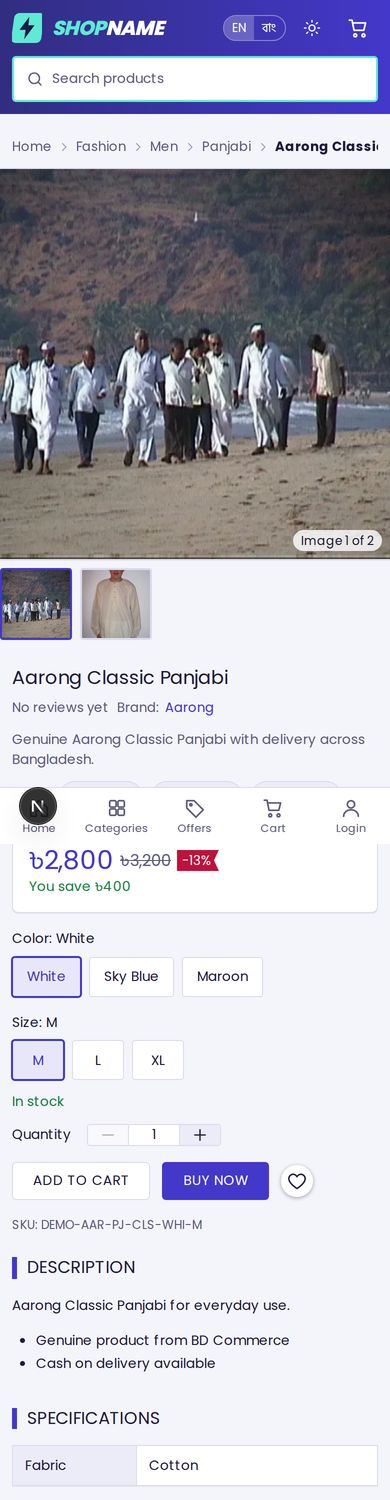 SHOPNAME
EN বাং
Search products
Home > Fashion > Men > Panjabi > Aarong Classic
Image 1 of 2
Aarong Classic Panjabi
No reviews yet Brand: Aarong
Genuine Aarong Classic Panjabi with delivery across
Bangladesh.
N
Home Categories Offers Cart Login
৳2,800 ৳3,200 -13%
You save ৳400
Color: White
White Sky Blue Maroon
Size: M
M L XL
In stock
Quantity − 1 +
ADD TO CART BUY NOW
SKU: DEMO-AAR-PJ-CLS-WHI-M
DESCRIPTION
Aarong Classic Panjabi for everyday use.
• Genuine product from BD Commerce
• Cash on delivery available
SPECIFICATIONS
Fabric Cotton